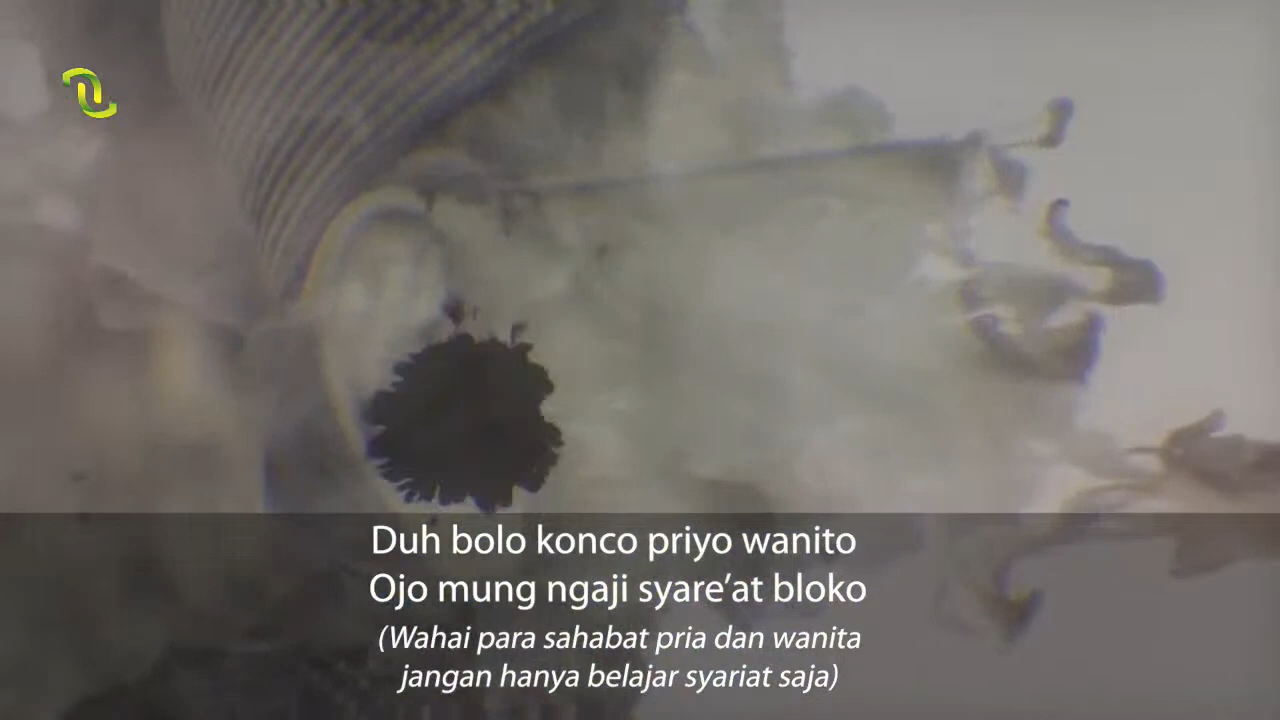 Duh bolo konco priyo wanito
Ojo mung ngaji syare’at bloko
(Wahai para sahabat pria dan wanita
jangan hanya belajar syariat saja)